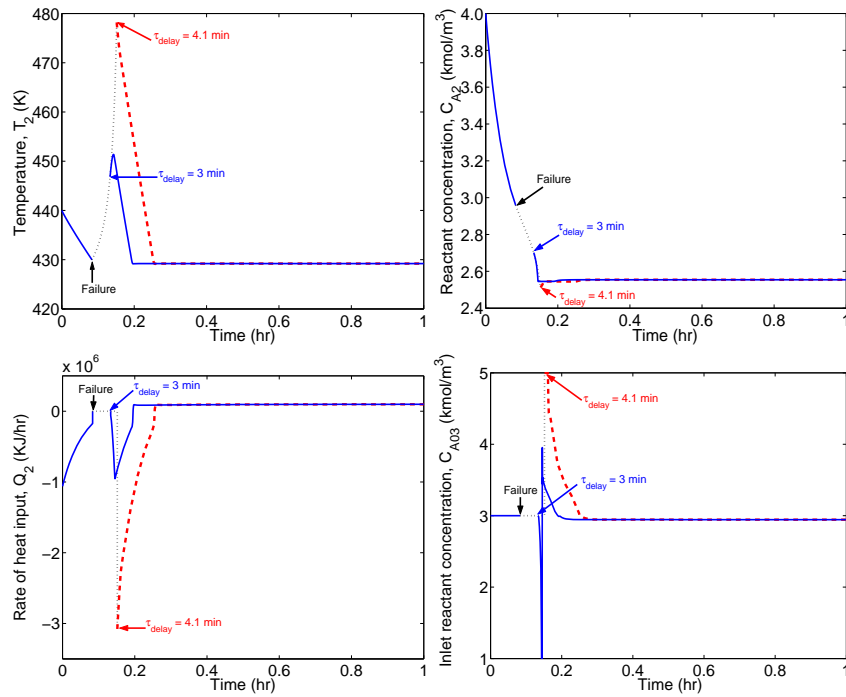 480
470
460
450
440
430
420
Temperature, T2 (K)
τdelay = 4.1 min
τdelay = 3 min
Failure
0 0.2 0.4 0.6 0.8 1
Time (hr)
4.0
3.8
3.6
3.4
3.2
3.0
2.8
2.6
2.4
Reactant concentration, CA2 (kmol/m3)
Failure
τdelay = 3 min
τdelay = 4.1 min
0 0.2 0.4 0.6 0.8 1
Time (hr)
x 10^6
0
−1
−2
−3
Rate of heat input, Q2 (KJ/hr)
Failure
τdelay = 3 min
τdelay = 4.1 min
0 0.2 0.4 0.6 0.8 1
Time (hr)
5
4
3
2
1
Inlet reactant concentration, CA03 (kmol/m3)
τdelay = 4.1
Failure
τdelay = 3 min
0 0.2 0.4 0.6 0.8 1
Time (hr)